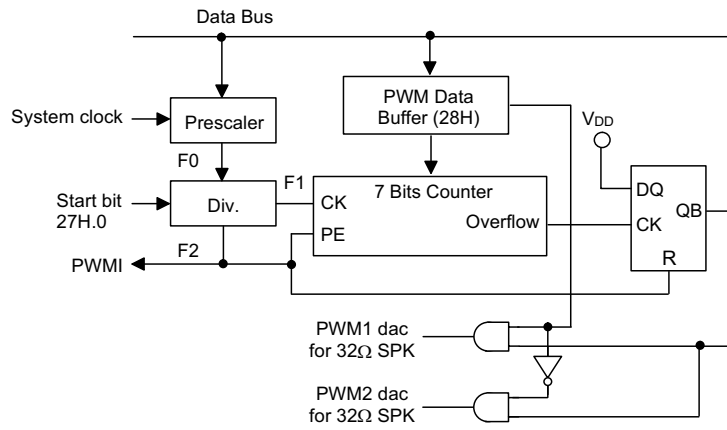 Data Bus
System clock
Prescaler
PWM Data
Buffer (28H)
VDD
F0
F1
Start bit
27H.0
Div.
7 Bits Counter
CK
Overflow
PE
DQ
CK
QB
R
F2
PWMI
PWM1 dac
for 32Ω SPK
PWM2 dac
for 32Ω SPK